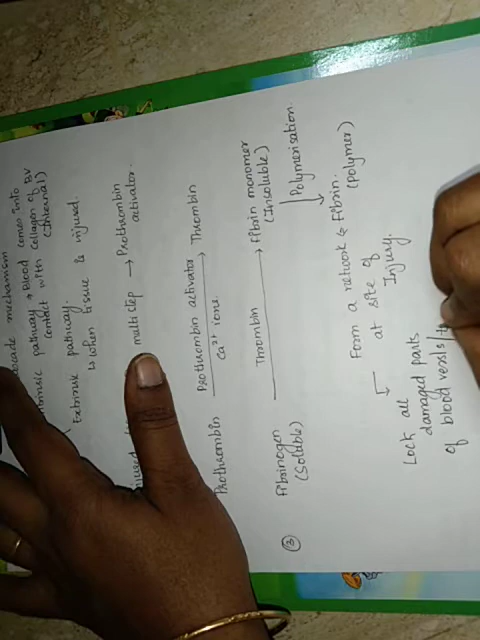 cascade mechanism
Intrinsic pathway → Blood comes into
contact with collagen of BV
(Internal)
Extrinsic pathway.
↳ when tissue is injured.
injured
multi step → Prothrombin
activator.
Prothrombin
Prothrombin activator
Ca²⁺ ions.
→ Thrombin
③
Fibrinogen
(Soluble)
Thrombin
→ Fibrin monomer
(Insoluble)
Polymerisation.
Form a network ← Fibrin.
(polymer)
at site of
Injury.
Lock all
damaged parts
of blood vessls/